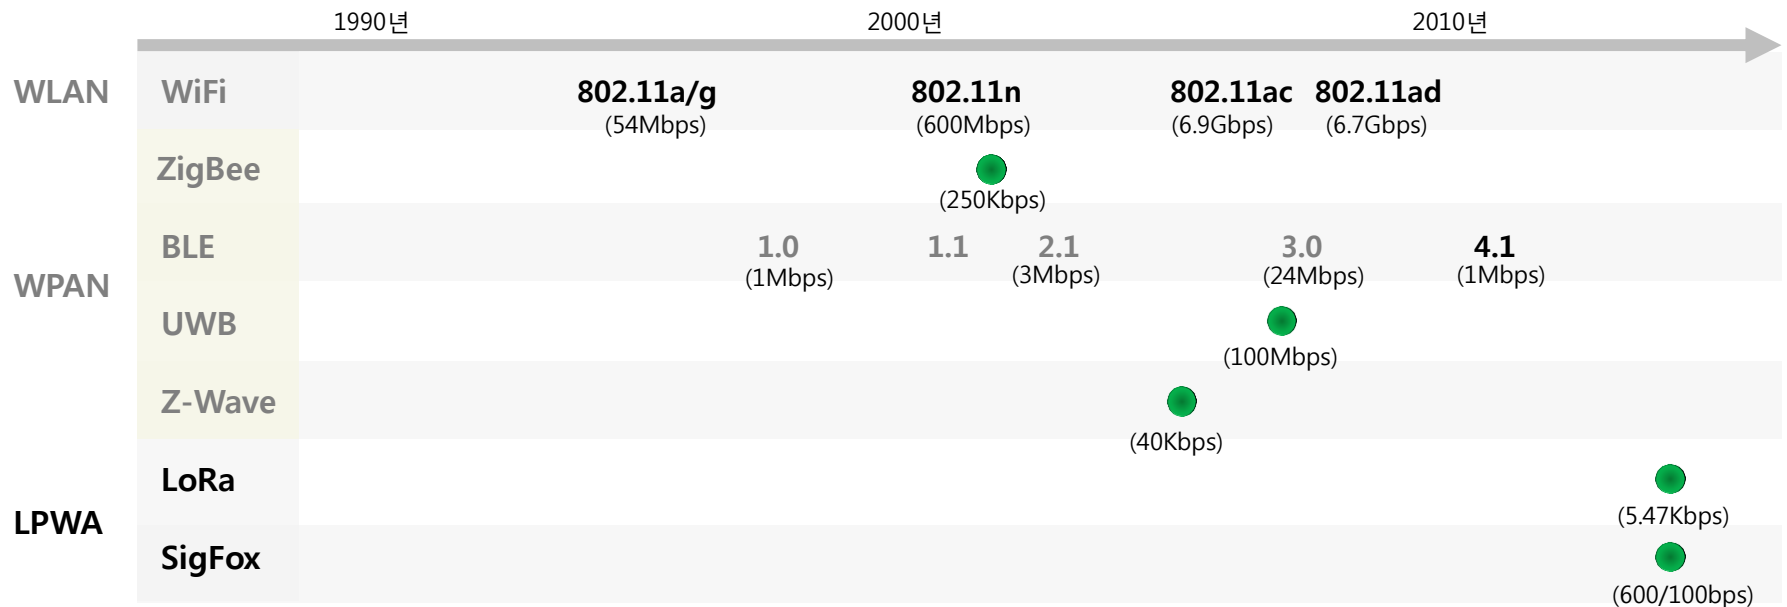 1990년 2000년 2010년
WLAN WiFi 802.11a/g 802.11n 802.11ac 802.11ad
(54Mbps) (600Mbps) (6.9Gbps) (6.7Gbps)
ZigBee
(250Kbps)
WPAN
BLE 1.0 1.1 2.1 3.0 4.1
(1Mbps) (3Mbps) (24Mbps) (1Mbps)
UWB
(100Mbps)
Z-Wave
(40Kbps)
LPWA
LoRa
(5.47Kbps)
SigFox
(600/100bps)